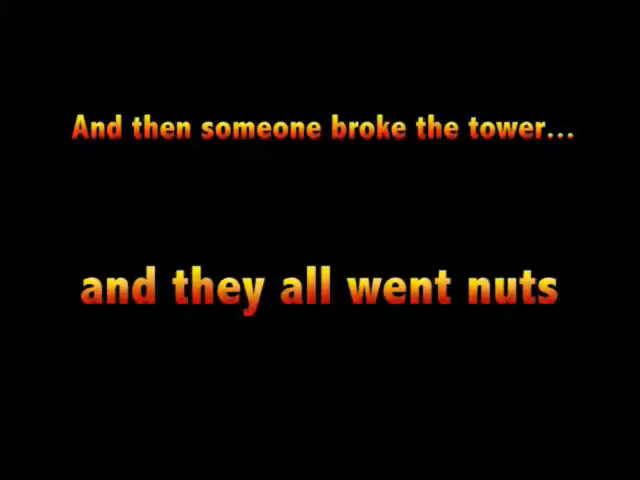 And then someone broke the tower...
and they all went nuts